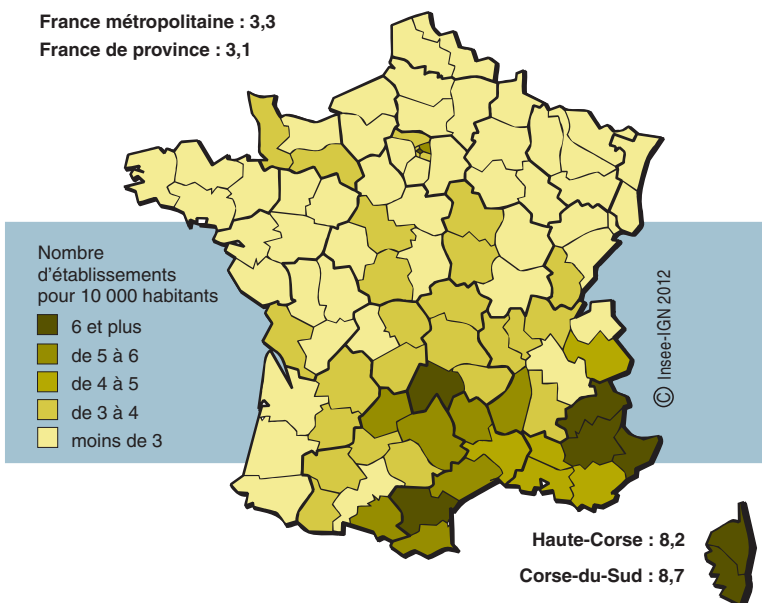 France métropolitaine : 3,3
France de province : 3,1
Nombre
d'établissements
pour 10 000 habitants
6 et plus
de 5 à 6
de 4 à 5
de 3 à 4
moins de 3
© Insee-IGN 2012
Haute-Corse : 8,2
Corse-du-Sud : 8,7